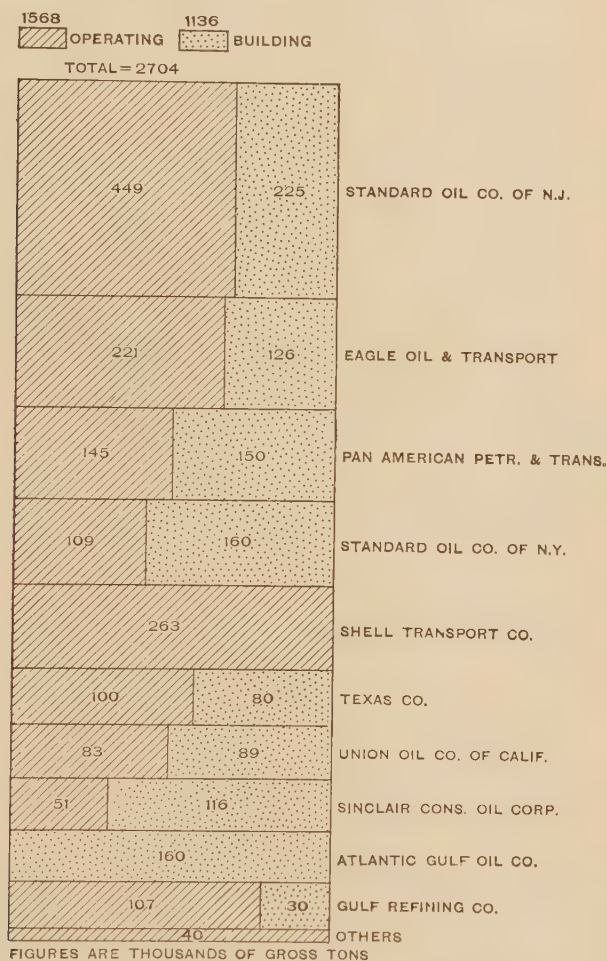 1568 1136
OPERATING BUILDING
TOTAL=2704
449 225 STANDARD OIL CO. OF N.J.
221 126 EAGLE OIL & TRANSPORT
145 150 PAN AMERICAN PETR. & TRANS.
109 160 STANDARD OIL CO. OF N.Y.
263 SHELL TRANSPORT CO.
100 80 TEXAS CO.
83 89 UNION OIL CO. OF CALIF.
51 116 SINCLAIR CONS. OIL CORP.
160 ATLANTIC GULF OIL CO.
107 30 GULF REFINING CO.
40 OTHERS
FIGURES ARE THOUSANDS OF GROSS TONS